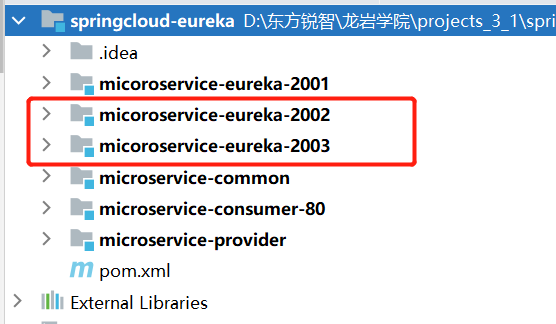 springcloud-eureka D:\东方锐智\龙岩学院\projects_3_1\spri
.idea
micoroservice-eureka-2001
micoroservice-eureka-2002
micoroservice-eureka-2003
microservice-common
microservice-consumer-80
microservice-provider
pom.xml
External Libraries